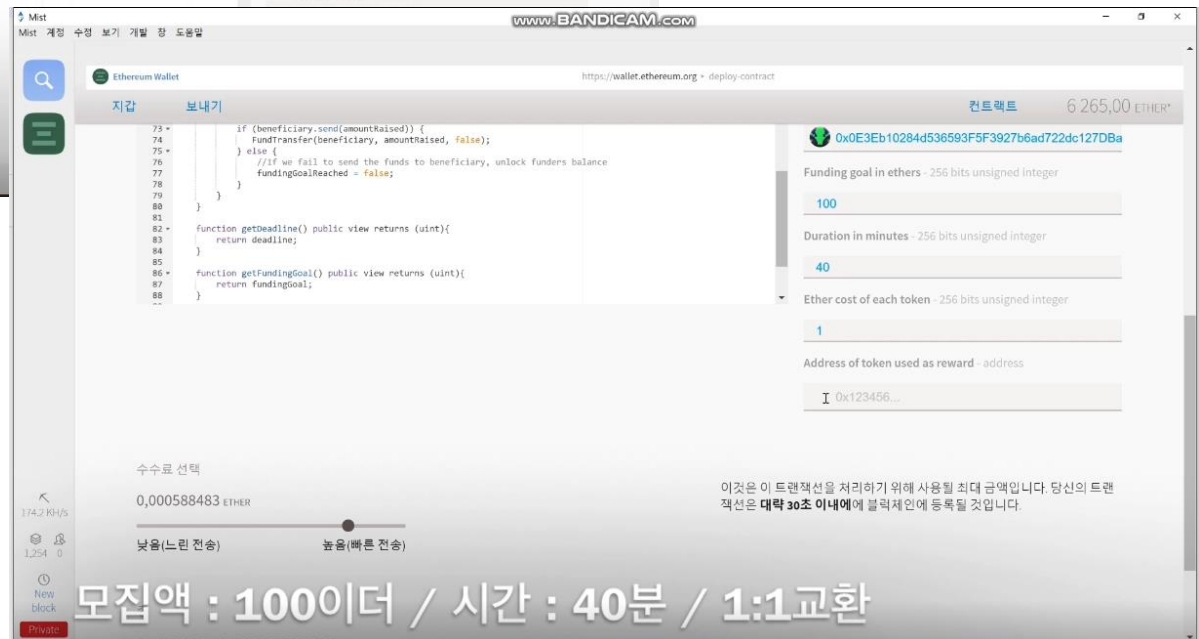 Mist
www.BANDICAM.com
Mist 계정 수정 보기 개발 창 도움말
Ethereum Wallet
https://wallet.ethereum.org • deploy-contract
지갑 보내기 컨트랙트 6 265,00 ETHER*
73 if (beneficiary.send(amountRaised)) {
74 FundTransfer(beneficiary, amountRaised, false);
75 } else {
76 //if we fail to send the funds to beneficiary, unlock funders balance
77 fundingGoalReached = false;
78 }
79 }
80 }
81
82 function getDeadline() public view returns (uint){
83 return deadline;
84 }
85
86 function getFundingGoal() public view returns (uint){
87 return fundingGoal;
88 }
0x0E3Eb10284d536593F5F3927b6ad722dc127DBa
Funding goal in ethers - 256 bits unsigned integer
100
Duration in minutes - 256 bits unsigned integer
40
Ether cost of each token - 256 bits unsigned integer
1
Address of token used as reward - address
0x123456...
수수료 선택
0,000588483 ETHER
낮음(느린 전송) 높음(빠른 전송)
이것은 이 트랜잭션을 처리하기 위해 사용될 최대 금액입니다. 당신의 트랜
잭션은 대략 30초 이내에에 블럭체인에 등록될 것입니다.
174.2 KH/s
1,254 0
New
block
Private
모집액 : 100이더 / 시간 : 40분 / 1:1교환